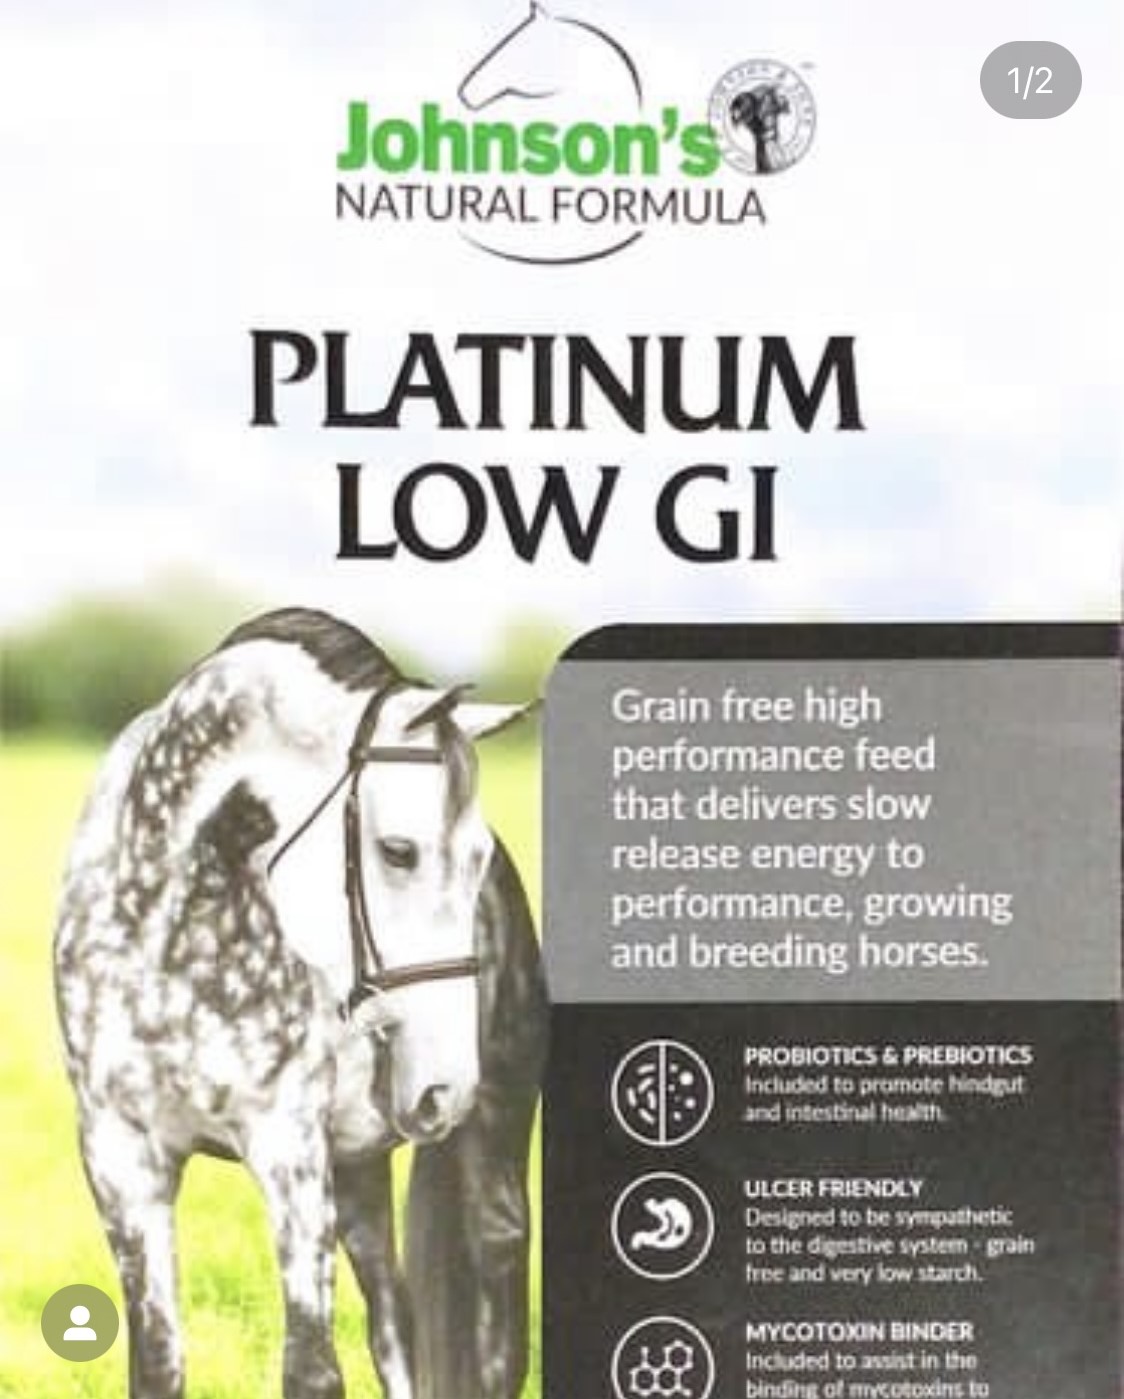 1/2
Johnson's
NATURAL FORMULA
PLATINUM
LOW GI
Grain free high
performance feed
that delivers slow
release energy to
performance, growing
and breeding horses.
PROBIOTICS & PREBIOTICS
Included to promote hindgut
and intestinal health.
ULCER FRIENDLY
Designed to be sympathetic
to the digestive system - grain
free and very low starch.
MYCOTOXIN BINDER
Included to assist in the
binding of mycotoxins to